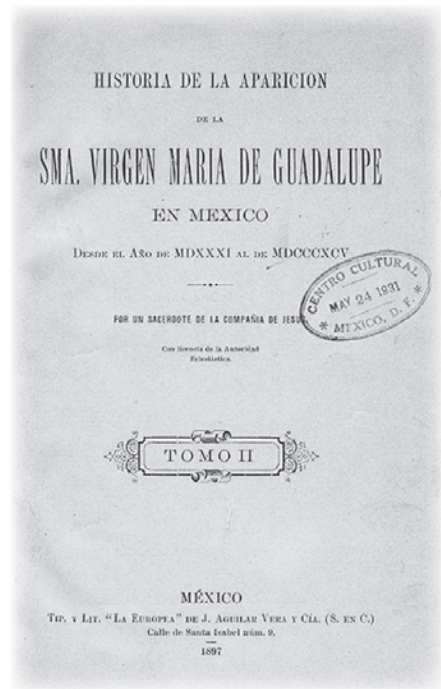 HISTORIA DE LA APARICION
DE LA
SMA. VIRGEN MARIA DE GUADALUPE
EN MEXICO
DESDE EL AÑO DE MDXXXI AL DE MDCCCXCV
CENTRO CULTURAL
MAY 24 1931
* MEXICO, D. F. *
POR UN SACERDOTE DE LA COMPAÑIA DE JESUS
Con licencia de la Autoridad
Eclesiástica.
TOMO II
MÉXICO
TIP. Y LIT. "LA EUROPEA" DE J. AGUILAR VERA Y CÍA. (S. EN C.)
Calle de Santa Isabel núm. 9.
1897